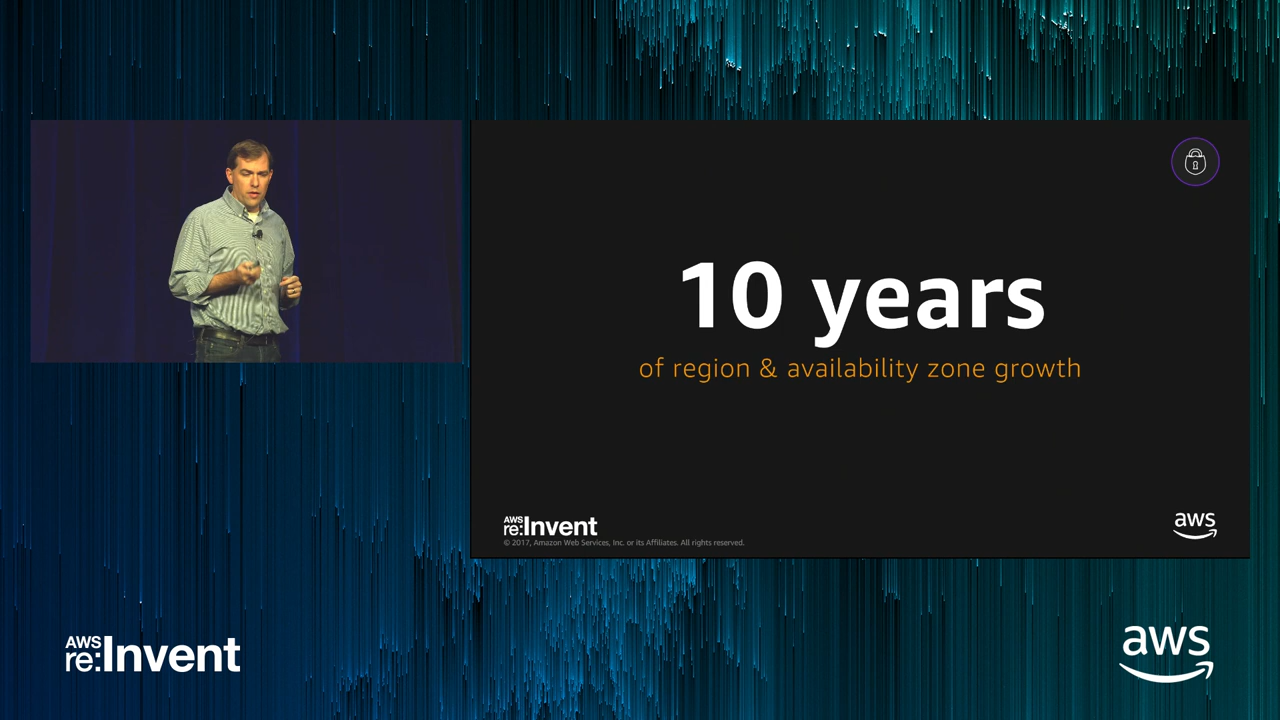 10 years
of region & availability zone growth
AWS
re:Invent
© 2017, Amazon Web Services, Inc. or its Affiliates. All rights reserved.
aws
AWS
re:Invent
aws